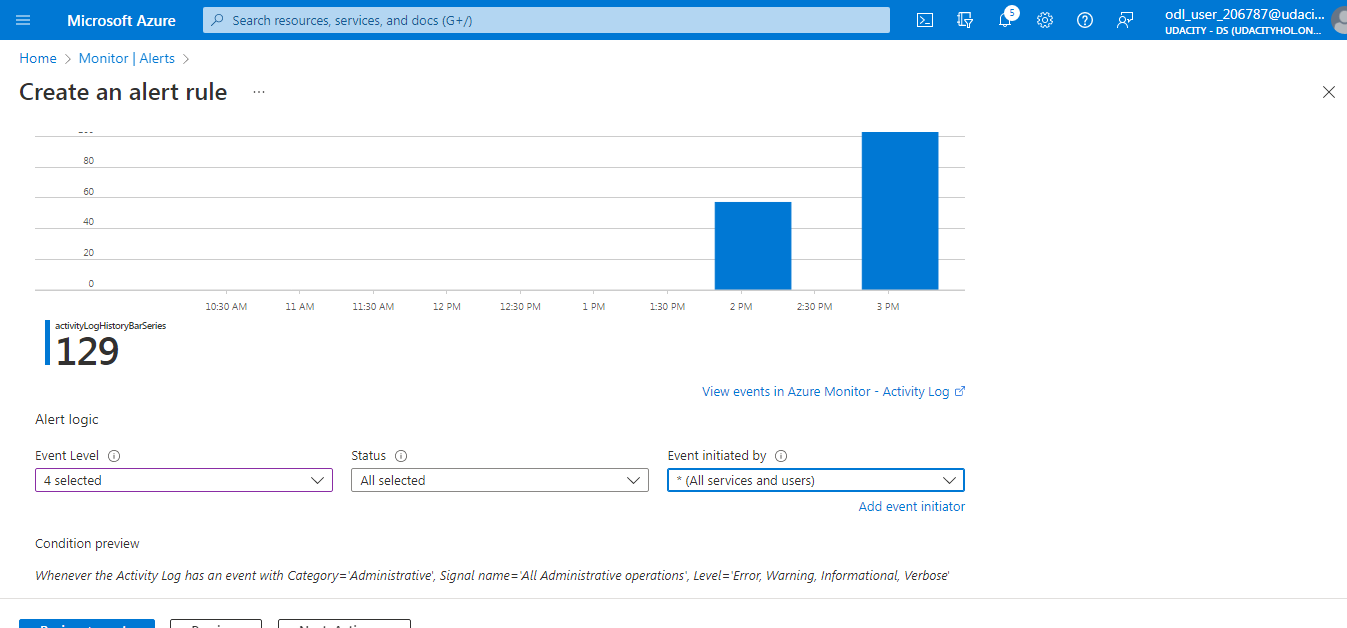 Microsoft Azure
Search resources, services, and docs (G+/)
5
odl_user_206787@udaci...
UDACITY - DS (UDACITYHOL.ON...
Home > Monitor | Alerts >
Create an alert rule ...
80
60
40
20
0
10:30 AM 11 AM 11:30 AM 12 PM 12:30 PM 1 PM 1:30 PM 2 PM 2:30 PM 3 PM
activityLogHistoryBarSeries
129
View events in Azure Monitor - Activity Log
Alert logic
Event Level Status Event initiated by
4 selected All selected * (All services and users)
Add event initiator
Condition preview
Whenever the Activity Log has an event with Category='Administrative', Signal name='All Administrative operations', Level='Error, Warning, Informational, Verbose'